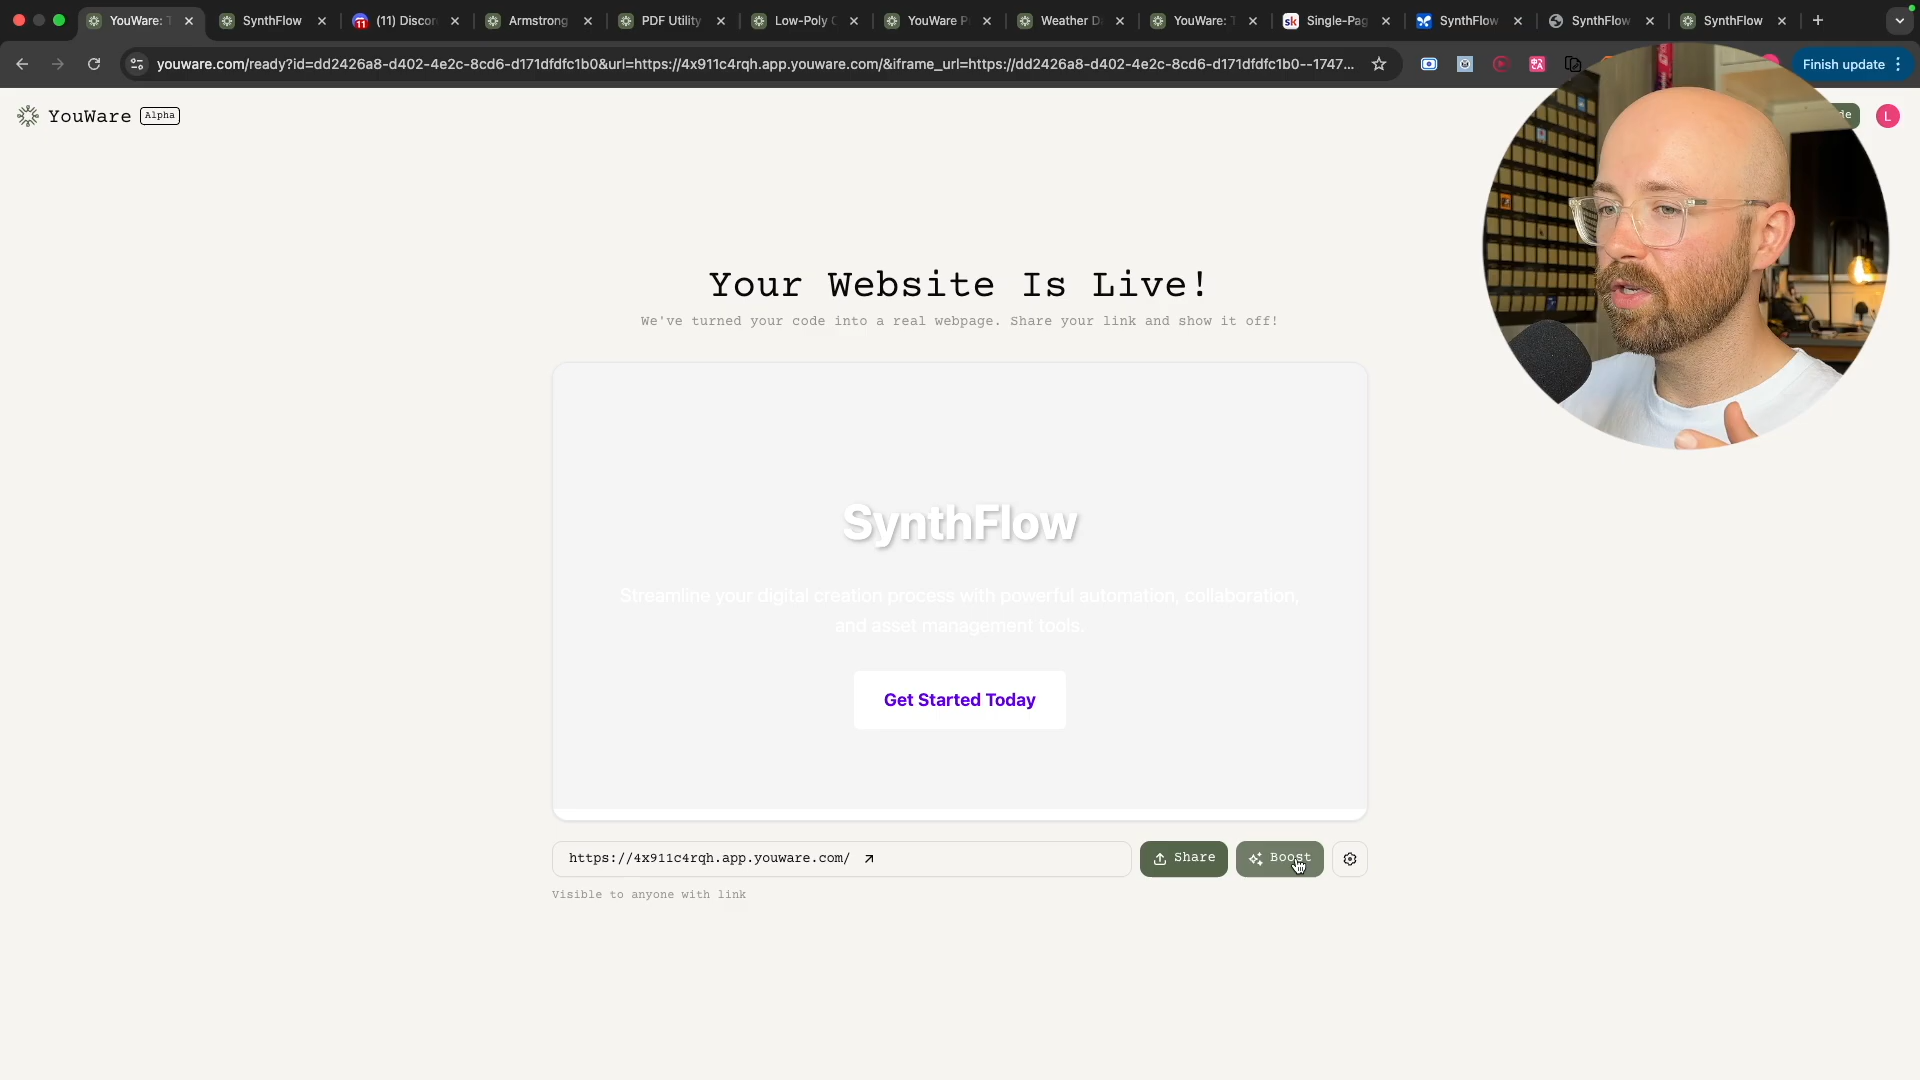 YouWare: T
SynthFlow
(11) Discor
Armstrong
PDF Utility
Low-Poly
YouWare P
Weather D
YouWare: T
sk Single-Pag
SynthFlow
SynthFlow
SynthFlow
youware.com/ready?id=dd2426a8-d402-4e2c-8cd6-d171dfdfc1b0&url=https://4x911c4rqh.app.youware.com/&iframe_url=https://dd2426a8-d402-4e2c-8cd6-d171dfdfc1b0--1747...
Finish update
YouWare Alpha
L
Your Website Is Live!
We've turned your code into a real webpage. Share your link and show it off!
SynthFlow
Streamline your digital creation process with powerful automation, collaboration,
and asset management tools.
Get Started Today
https://4x911c4rqh.app.youware.com/
Share
Boost
Visible to anyone with link